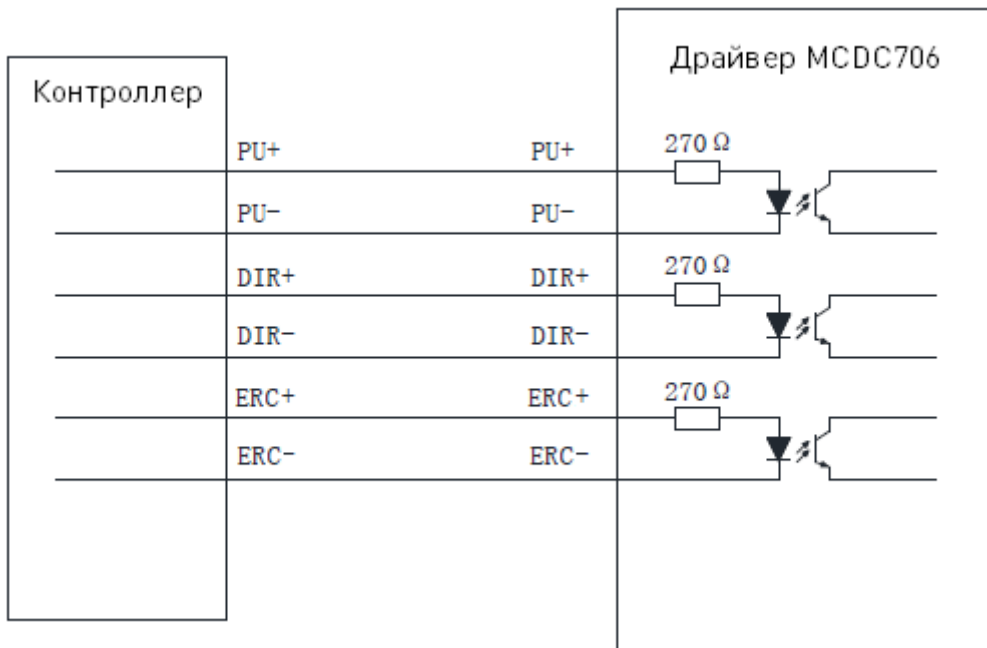 Драйвер MCDC706
Контроллер
PU+ PU+ 270 Ω
PU- PU-
DIR+ DIR+ 270 Ω
DIR- DIR-
ERC+ ERC+ 270 Ω
ERC- ERC-